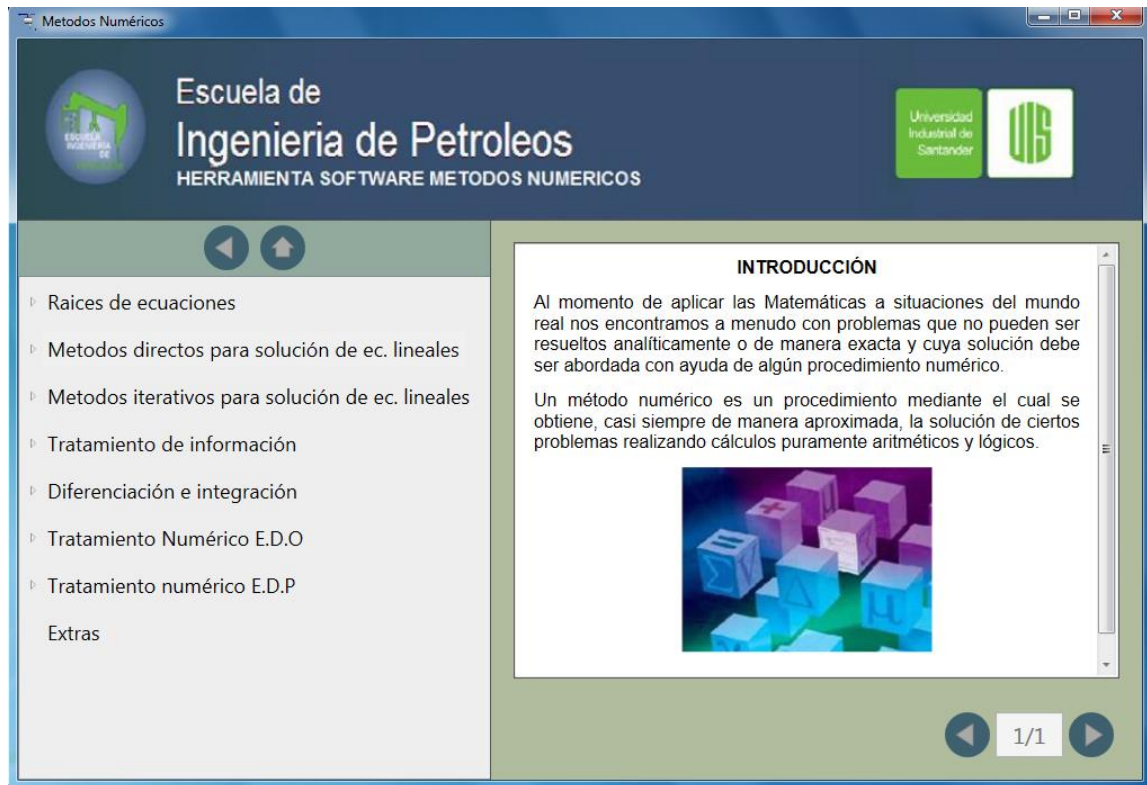 Metodos Numéricos
ESCUELA
INGENIERIA
DE
Escuela de
Ingenieria de Petroleos
HERRAMIENTA SOFTWARE METODOS NUMERICOS
Universidad
Industrial de
Santander
UIS
Raices de ecuaciones
Metodos directos para solución de ec. lineales
Metodos iterativos para solución de ec. lineales
Tratamiento de información
Diferenciación e integración
Tratamiento Numérico E.D.O
Tratamiento numérico E.D.P
Extras
INTRODUCCIÓN
Al momento de aplicar las Matemáticas a situaciones del mundo
real nos encontramos a menudo con problemas que no pueden ser
resueltos analíticamente o de manera exacta y cuya solución debe
ser abordada con ayuda de algún procedimiento numérico.
Un método numérico es un procedimiento mediante el cual se
obtiene, casi siempre de manera aproximada, la solución de ciertos
problemas realizando cálculos puramente aritméticos y lógicos.
+
=
Σ
Δ
μ
1/1